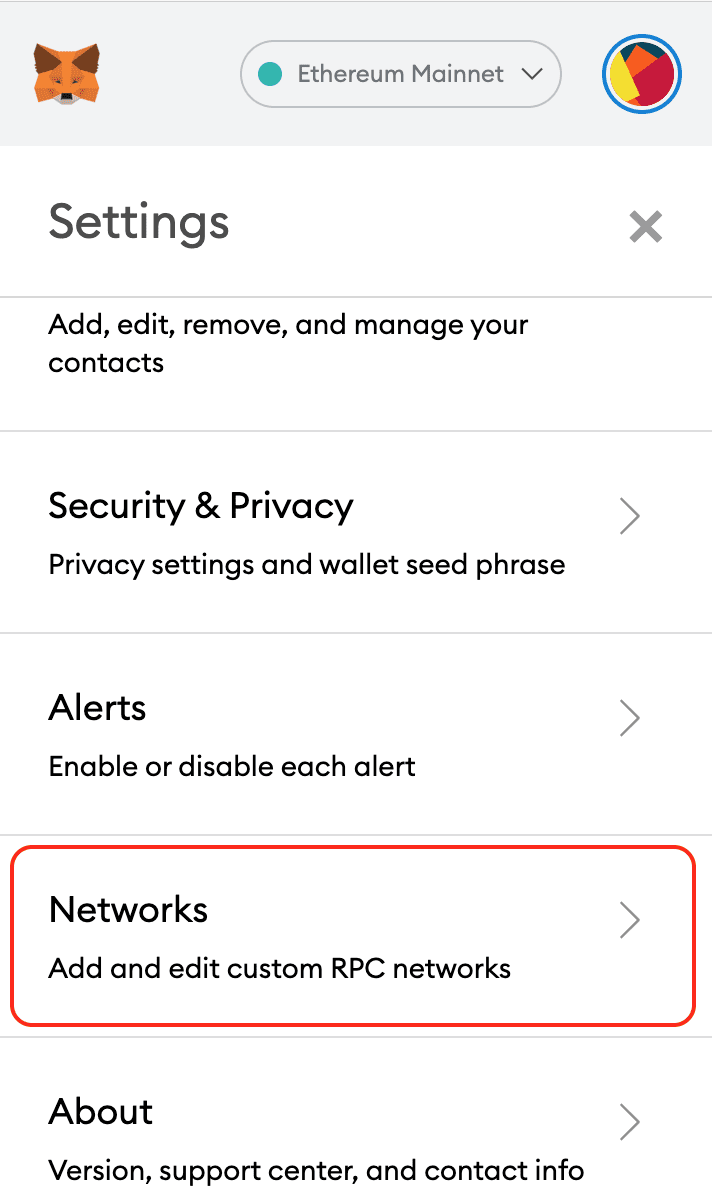 Ethereum Mainnet
Settings
Add, edit, remove, and manage your
contacts
Security & Privacy
Privacy settings and wallet seed phrase
Alerts
Enable or disable each alert
Networks
Add and edit custom RPC networks
About
Version, support center, and contact info